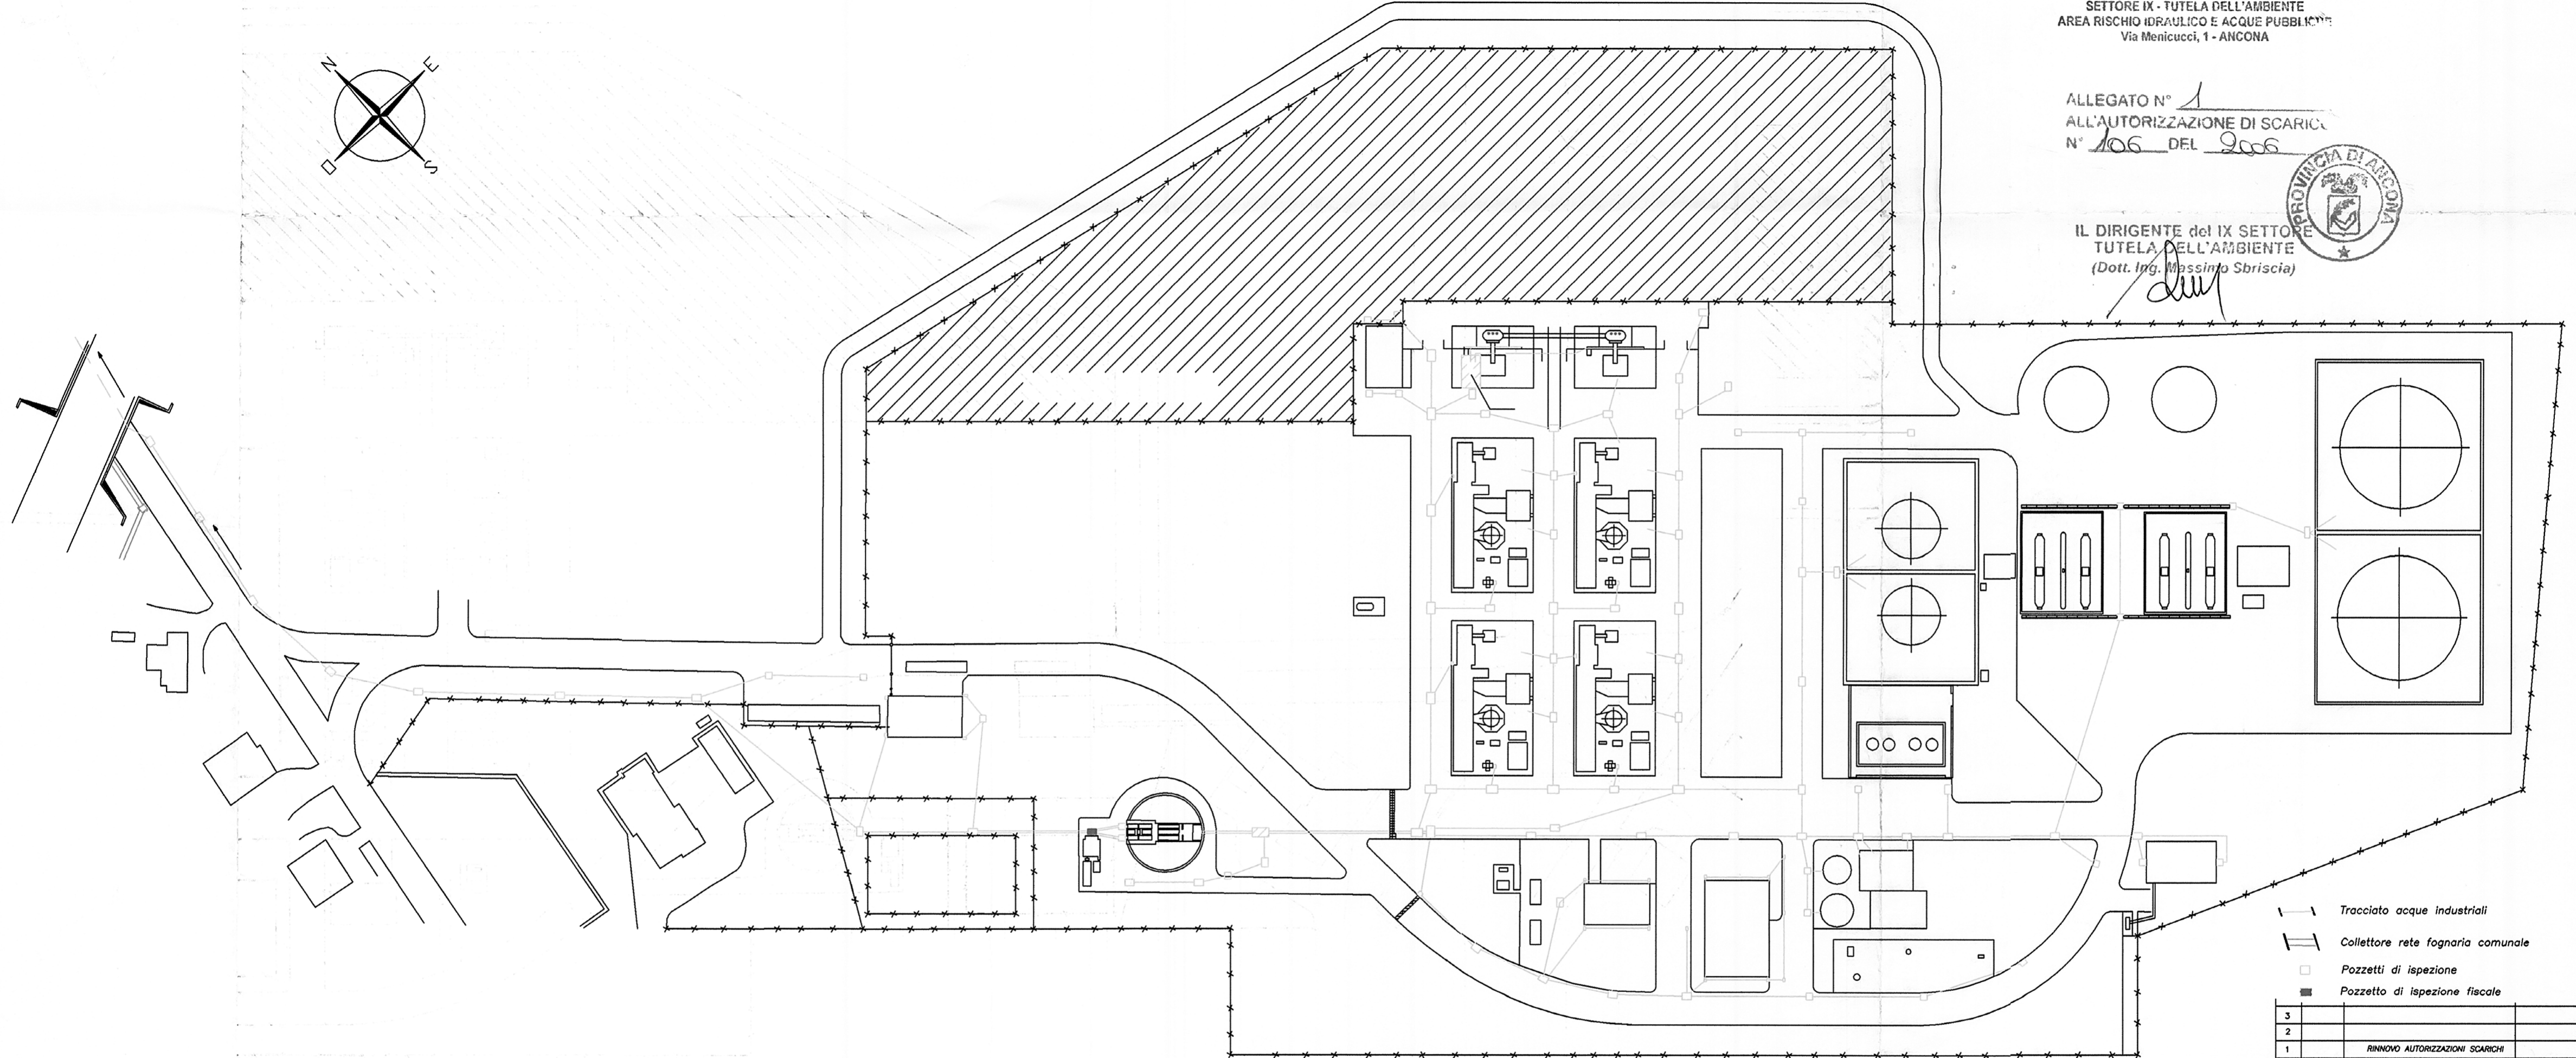 N
E
O
S
SETTORE IX - TUTELA DELL'AMBIENTE
AREA RISCHIO IDRAULICO E ACQUE PUBBLICHE
Via Menicucci, 1 - ANCONA
ALLEGATO N° 1
ALL'AUTORIZZAZIONE DI SCARICO
N° 106 DEL 2006
PROVINCIA DI ANCONA
IL DIRIGENTE del IX SETTORE
TUTELA DELL'AMBIENTE
(Dott. Ing. Massimo Sbriscia)
Tracciato acque industriali
Collettore rete fognaria comunale
Pozzetti di ispezione
Pozzetto di ispezione fiscale
3
2
1 RINNOVO AUTORIZZAZIONI SCARICHI